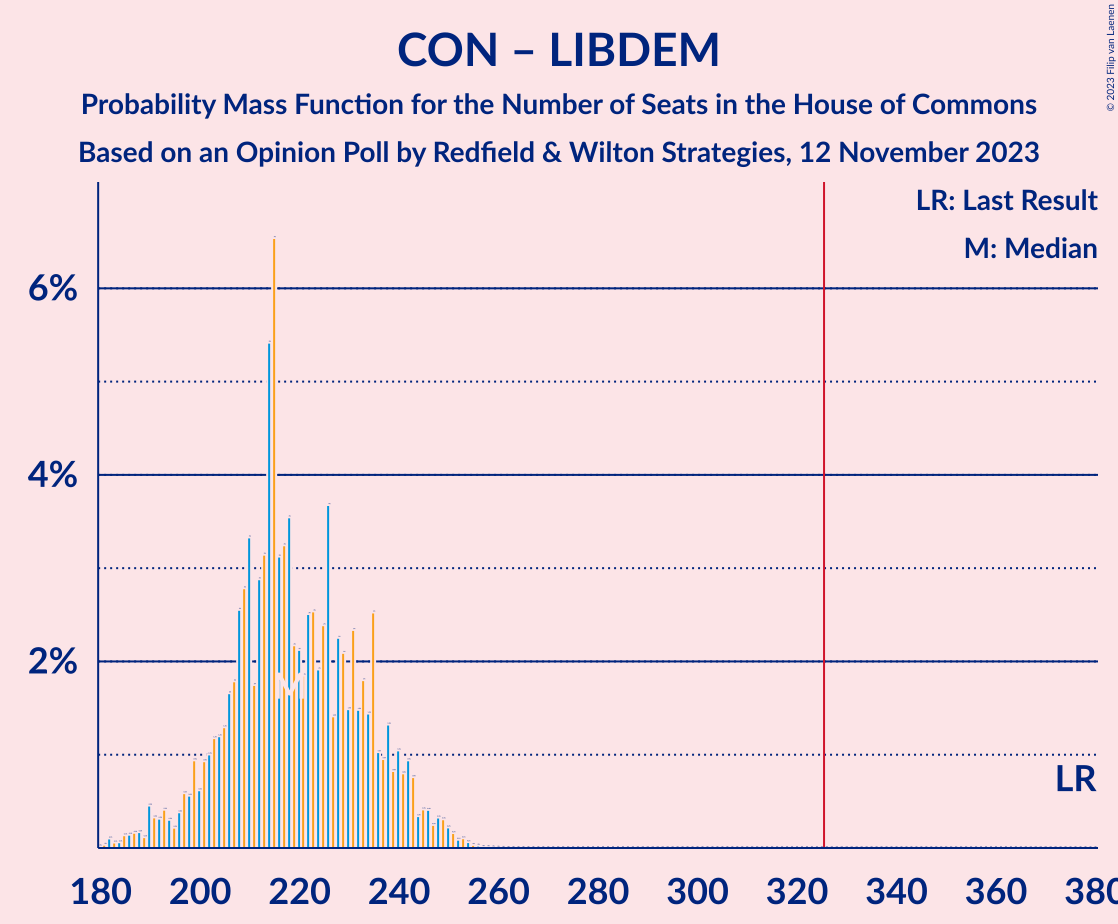 CON – LIBDEM
Probability Mass Function for the Number of Seats in the House of Commons
Based on an Opinion Poll by Redfield & Wilton Strategies, 12 November 2023
© 2023 Filip van Laenen
LR: Last Result
M: Median
6%
4%
2%
M
LR
180 200 220 240 260 280 300 320 340 360 380